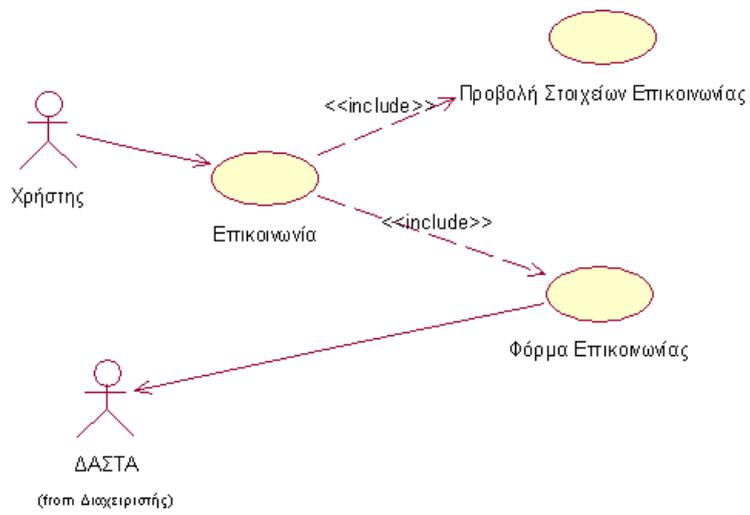 <<include>>
Προβολή Στοιχείων Επικοινωνίας
Χρήστης
Επικοινωνία
<<include>>
Φόρμα Επικοινωνίας
ΔΑΣΤΑ
(from Διαχειριστής)